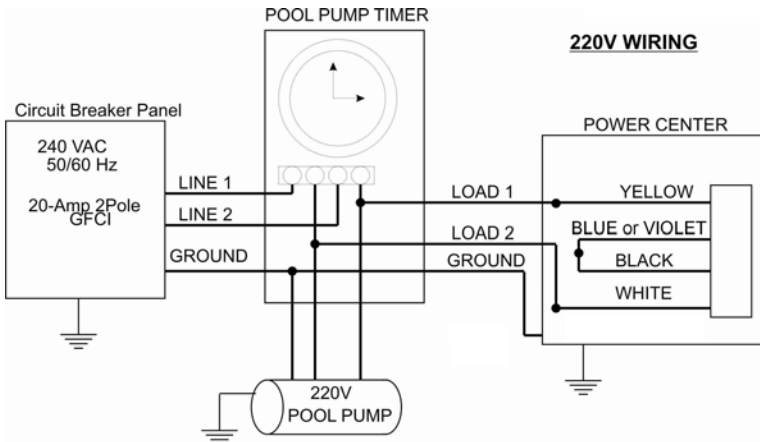 POOL PUMP TIMER
220V WIRING
Circuit Breaker Panel
240 VAC
50/60 Hz
20-Amp 2Pole
GFCI
LINE 1
LINE 2
GROUND
POWER CENTER
LOAD 1
YELLOW
BLUE or VIOLET
LOAD 2
GROUND
BLACK
WHITE
220V
POOL PUMP